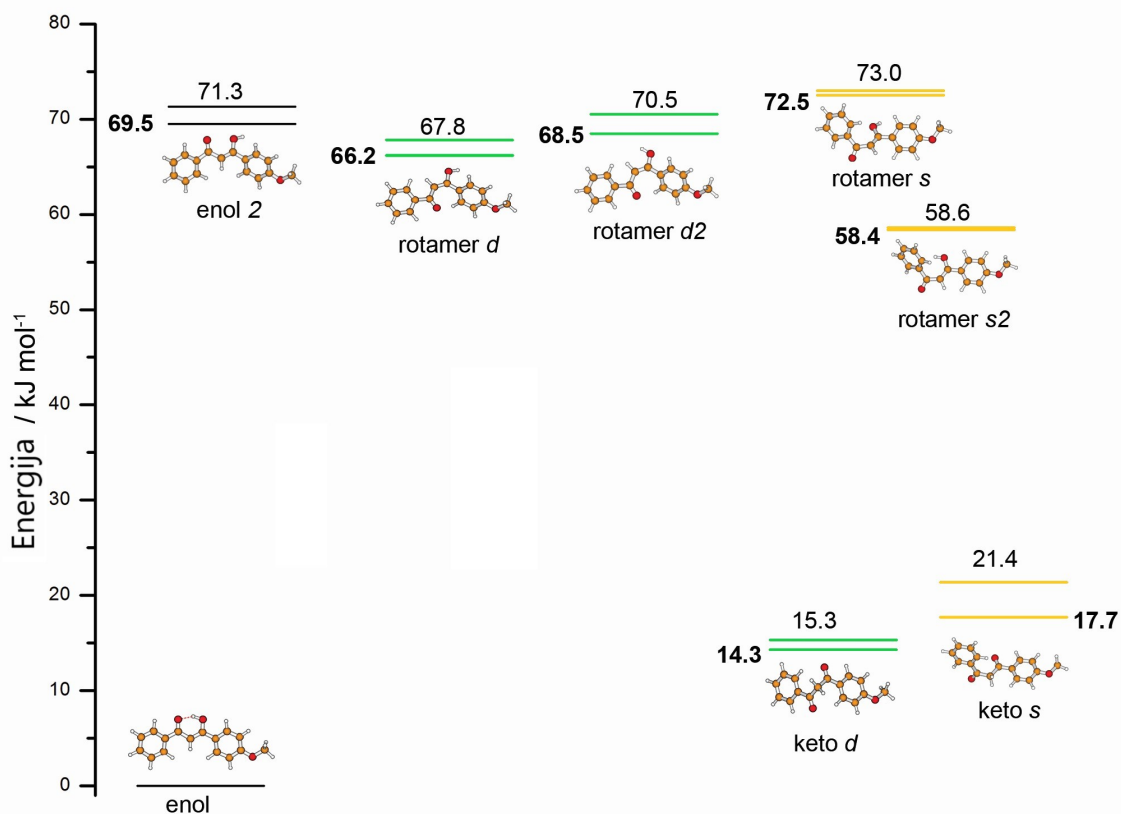 80
70
60
50
40
30
20
10
0
Energija / kJ mol-1
71.3
69.5
enol 2
67.8
66.2
rotamer d
70.5
68.5
rotamer d2
73.0
72.5
rotamer s
58.6
58.4
rotamer s2
15.3
14.3
keto d
21.4
17.7
keto s
enol